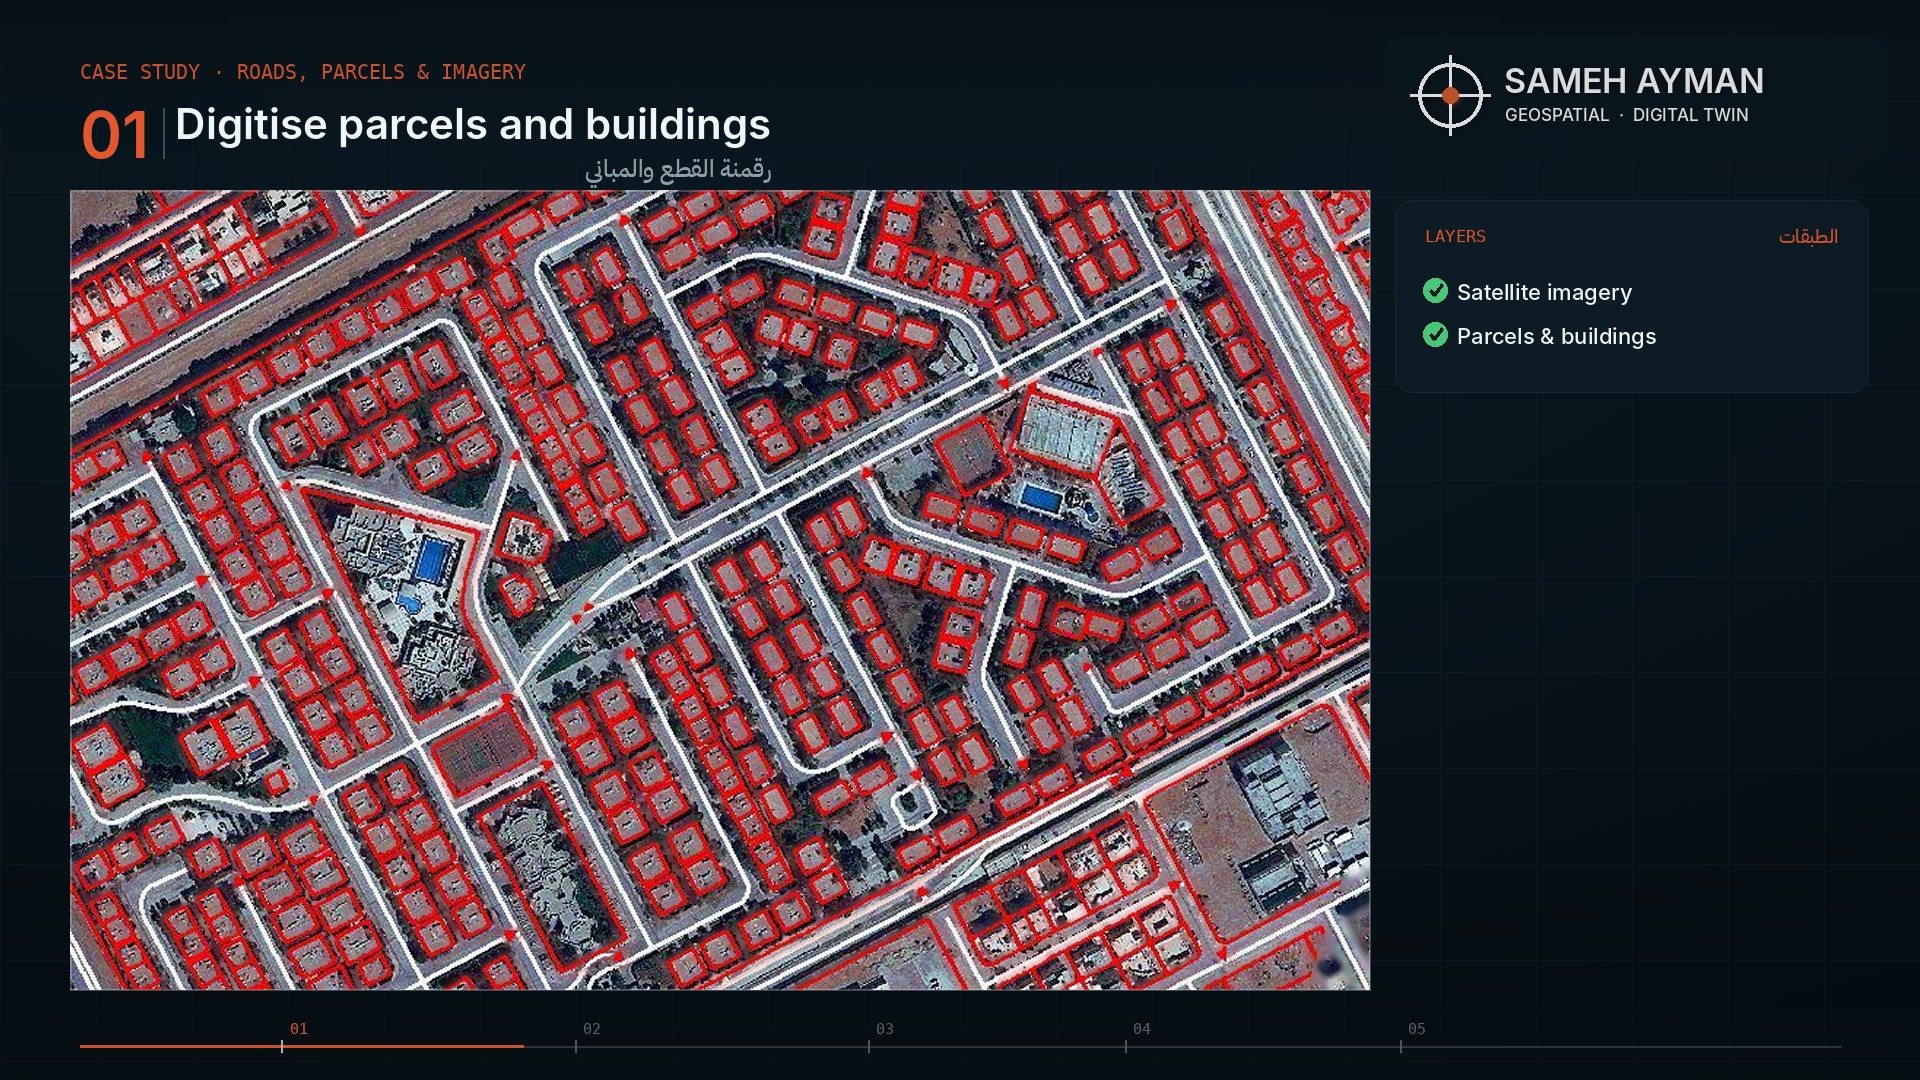 CASE STUDY · ROADS, PARCELS & IMAGERY
01
Digitise parcels and buildings
رقمنة القطع والمباني
SAMEH AYMAN
GEOSPATIAL · DIGITAL TWIN
LAYERS
الطبقات
Satellite imagery
Parcels & buildings
01
02
03
04
05